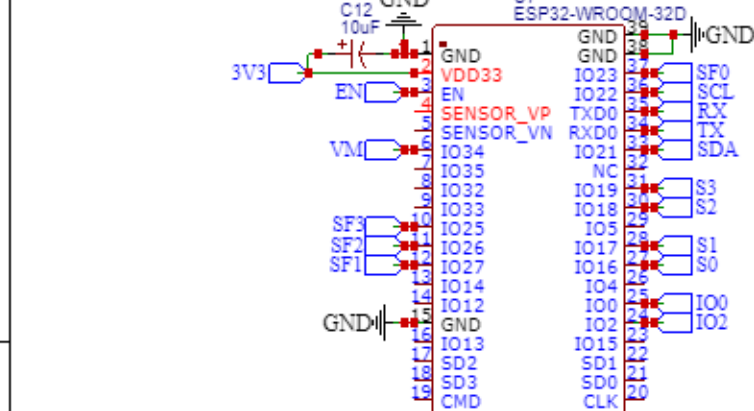 GND
C12
10uF
ESP32-WROOM-32D
3V3
EN
VM
SF3
SF2
SF1
GND
1 GND
2 VDD33
3 EN
4 SENSOR_VP
5 SENSOR_VN
6 IO34
7 IO35
8 IO32
9 IO33
10 IO25
11 IO26
12 IO27
13 IO14
14 IO12
15 GND
16 IO13
17 SD2
18 SD3
19 CMD
GND 39 GND
GND 38
IO23 37 SF0
IO22 36 SCL
TXD0 35 RX
RXD0 34 TX
IO21 33 SDA
NC 32
IO19 31 S3
IO18 30 S2
IO5 29
IO17 28 S1
IO16 27 S0
IO4 26
IO0 25 IO0
IO2 24 IO2
IO15 23
SD1 22
SD0 21
CLK 20